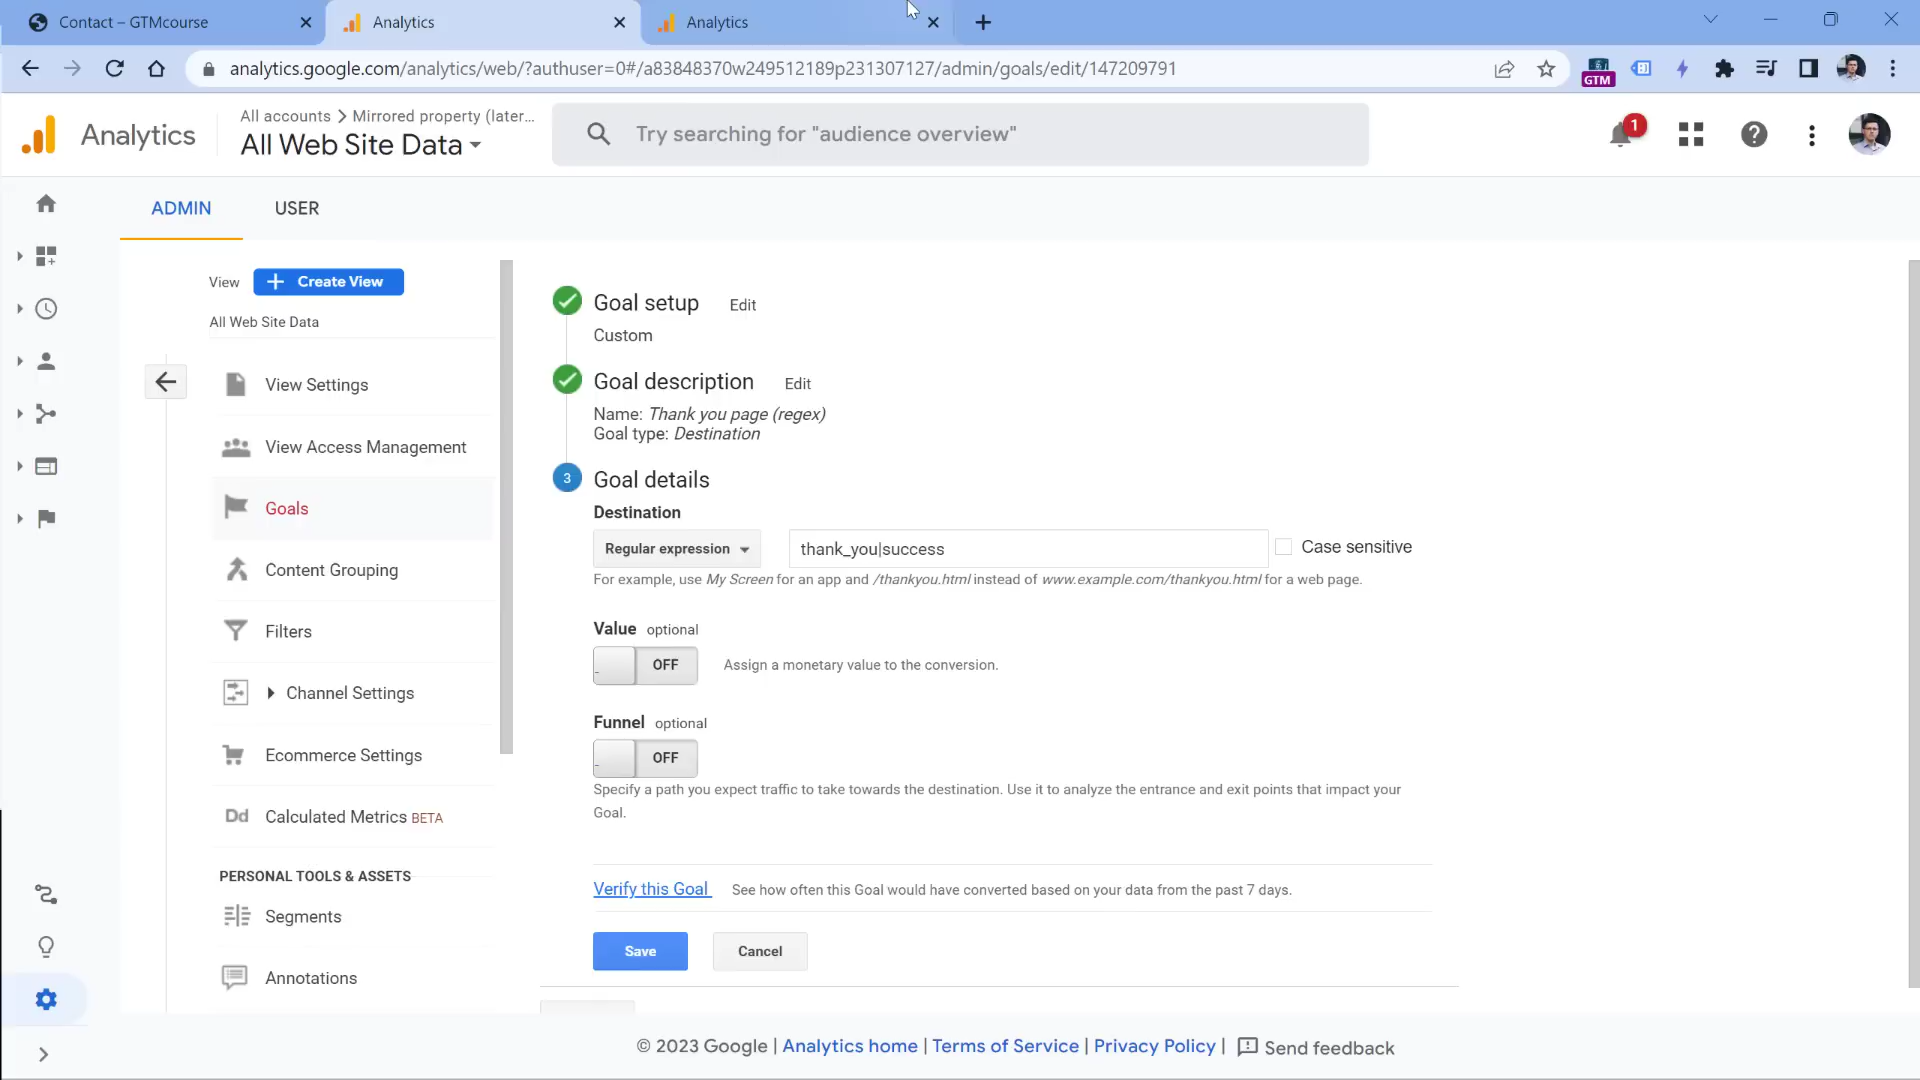 Contact – GTMcourse
Analytics
Analytics
analytics.google.com/analytics/web/?authuser=0#/a83848370w249512189p231307127/admin/goals/edit/147209791
GTM
Analytics
All accounts > Mirrored property (later...
All Web Site Data
Try searching for "audience overview"
1
ADMIN
USER
View
+ Create View
All Web Site Data
View Settings
View Access Management
Goals
Content Grouping
Filters
Channel Settings
Ecommerce Settings
Dd Calculated Metrics BETA
PERSONAL TOOLS & ASSETS
Segments
Annotations
Goal setup Edit
Custom
Goal description Edit
Name: Thank you page (regex)
Goal type: Destination
3 Goal details
Destination
Regular expression
thank_you|success
Case sensitive
For example, use My Screen for an app and /thankyou.html instead of www.example.com/thankyou.html for a web page.
Value optional
OFF
Assign a monetary value to the conversion.
Funnel optional
OFF
Specify a path you expect traffic to take towards the destination. Use it to analyze the entrance and exit points that impact your
Goal.
Verify this Goal See how often this Goal would have converted based on your data from the past 7 days.
Save
Cancel
© 2023 Google | Analytics home | Terms of Service | Privacy Policy | Send feedback